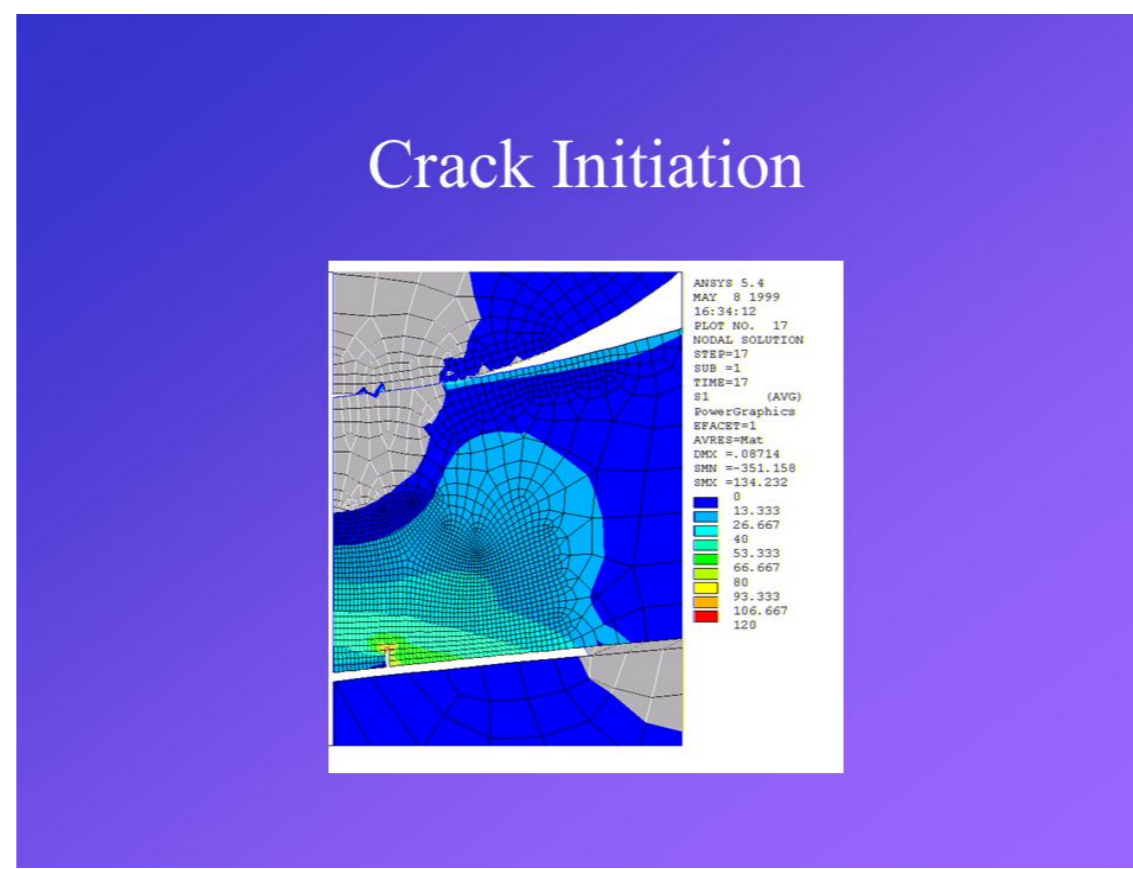 Crack Initiation
ANSYS 5.4
MAY 8 1999
16:34:12
PLOT NO. 17
NODAL SOLUTION
STEP=17
SUB =1
TIME=17
S1 (AVG)
PowerGraphics
EFACET=1
AVRES=Mat
DMX =.08714
SMN =-351.158
SMX =134.232
0
13.333
26.667
40
53.333
66.667
80
93.333
106.667
120